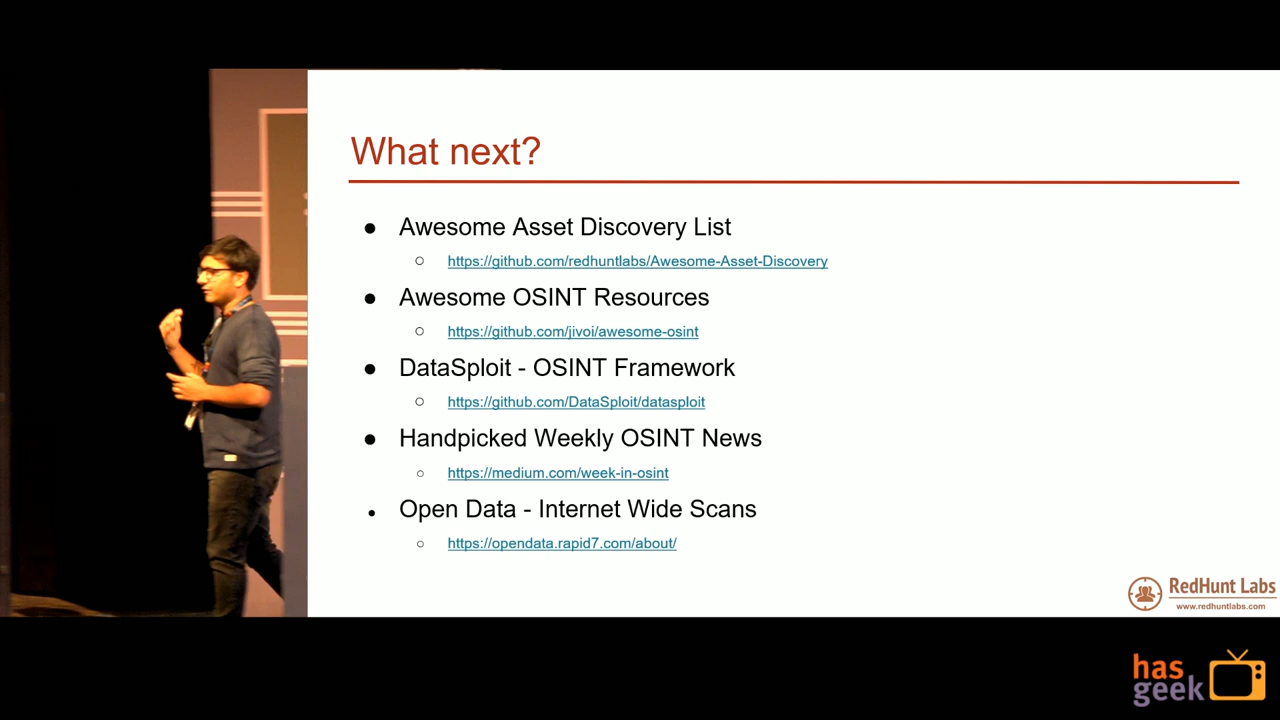 What next?
● Awesome Asset Discovery List
○ https://github.com/redhuntlabs/Awesome-Asset-Discovery
● Awesome OSINT Resources
○ https://github.com/jivoi/awesome-osint
● DataSploit - OSINT Framework
○ https://github.com/DataSploit/datasploit
● Handpicked Weekly OSINT News
○ https://medium.com/week-in-osint
● Open Data - Internet Wide Scans
○ https://opendata.rapid7.com/about/
RedHunt Labs
www.redhuntlabs.com
has
geek